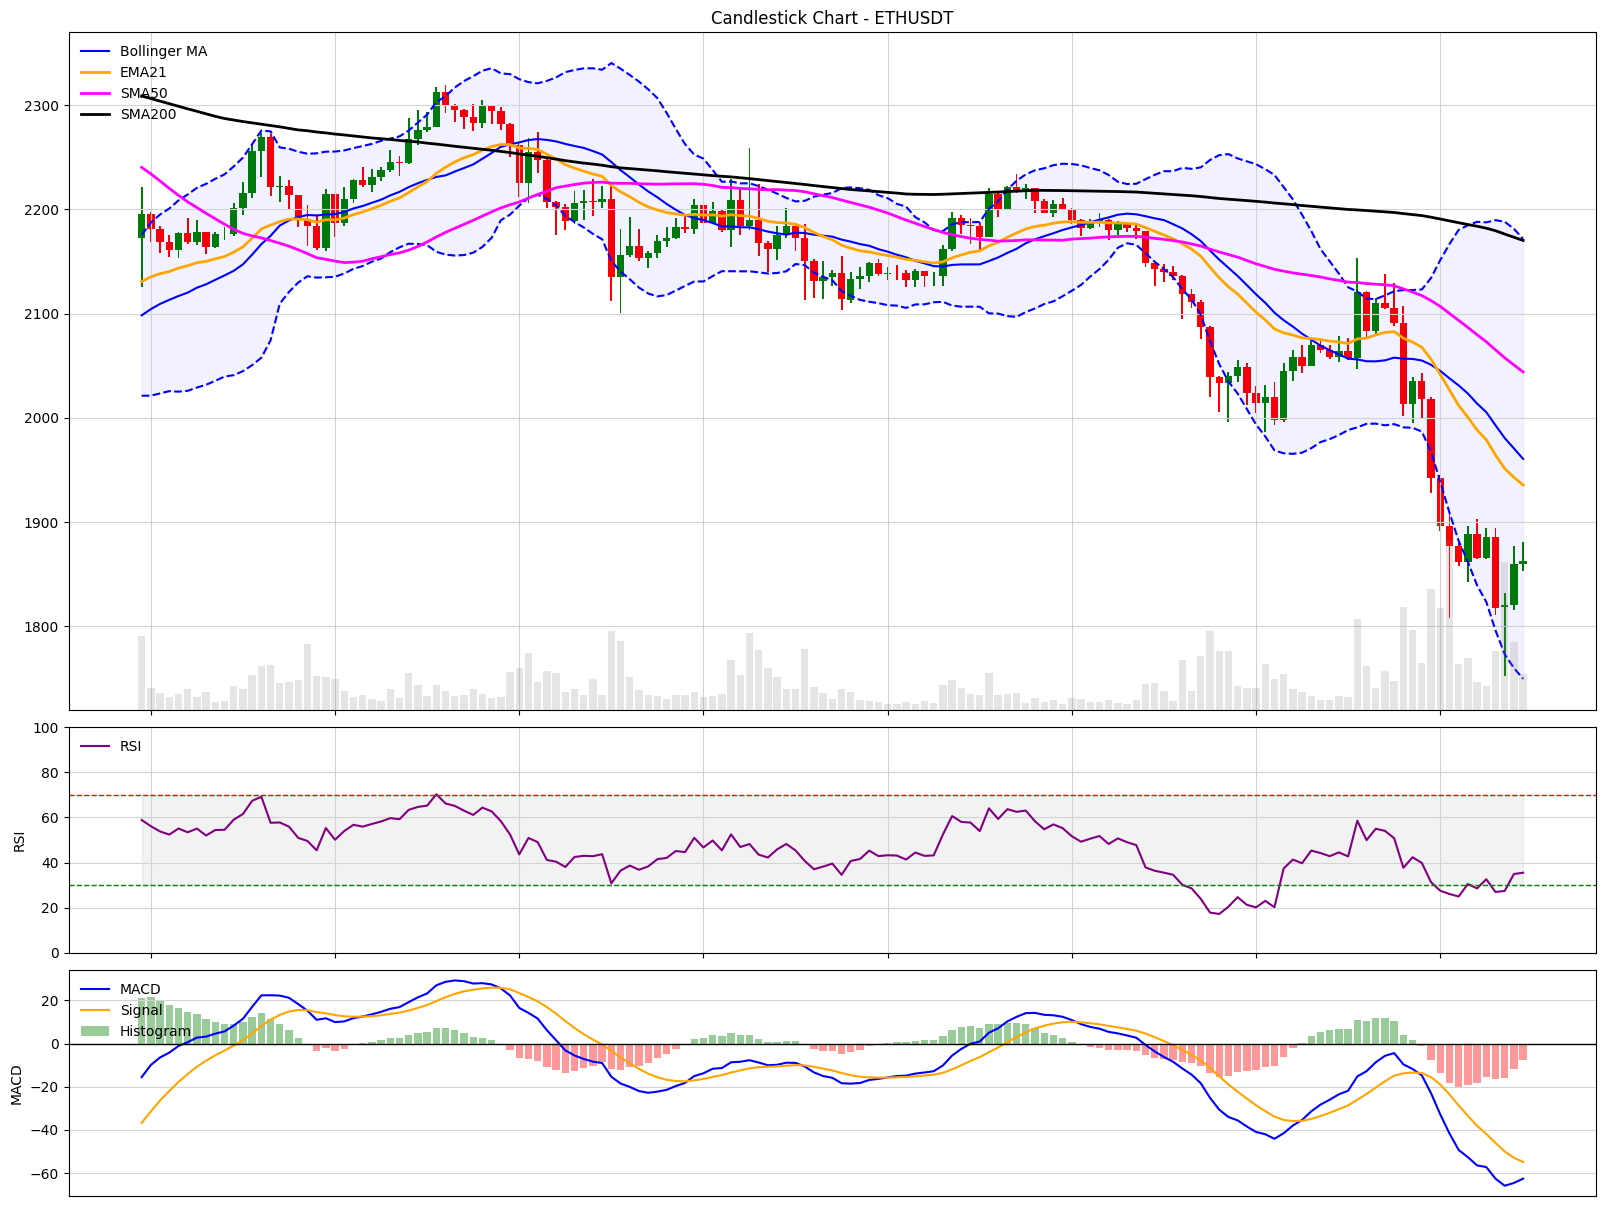 Candlestick Chart - ETHUSDT
Bollinger MA
EMA21
SMA50
SMA200
2300
2200
2100
2000
1900
1800
RSI
100
80
60
40
20
0
RSI
MACD
Signal
Histogram
20
0
−20
−40
−60
MACD